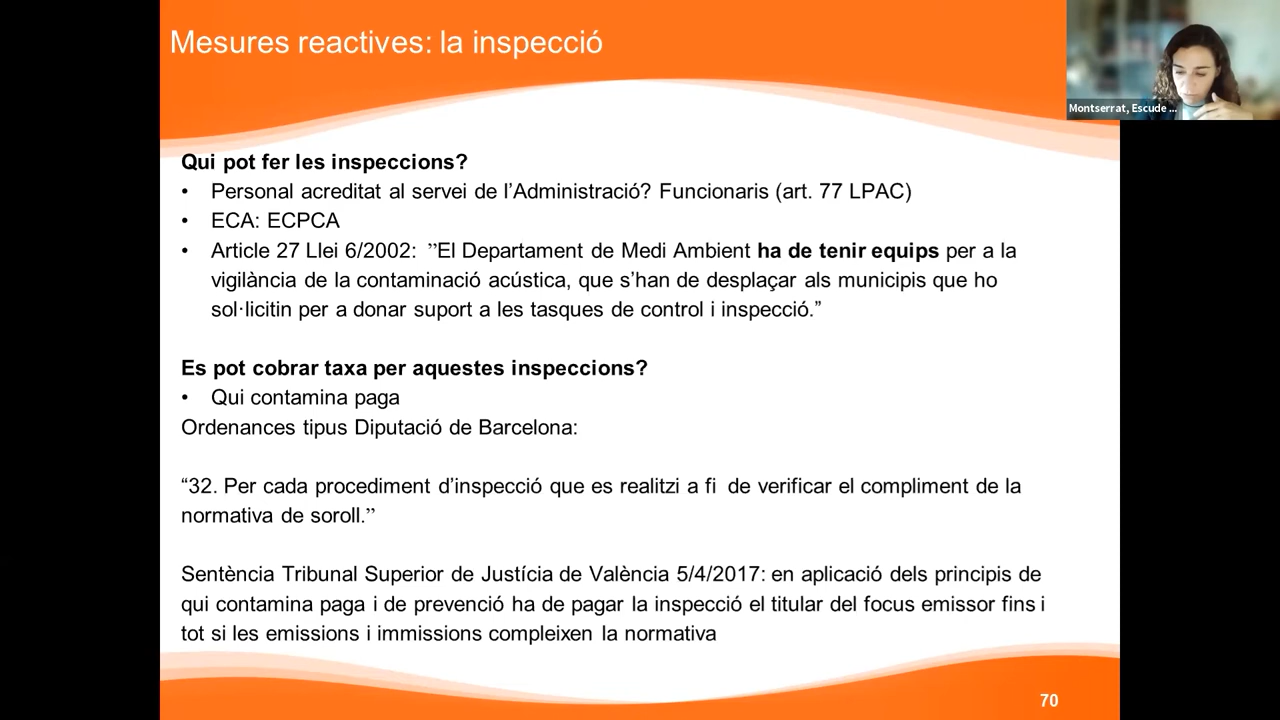 Mesures reactives: la inspecció
Montserrat, Escude ...
Qui pot fer les inspeccions?
• Personal acreditat al servei de l’Administració? Funcionaris (art. 77 LPAC)
• ECA: ECPCA
• Article 27 Llei 6/2002: ”El Departament de Medi Ambient ha de tenir equips per a la
vigilància de la contaminació acústica, que s’han de desplaçar als municipis que ho
sol·licitin per a donar suport a les tasques de control i inspecció.”
Es pot cobrar taxa per aquestes inspeccions?
• Qui contamina paga
Ordenances tipus Diputació de Barcelona:
“32. Per cada procediment d’inspecció que es realitzi a fi de verificar el compliment de la
normativa de soroll.”
Sentència Tribunal Superior de Justícia de València 5/4/2017: en aplicació dels principis de
qui contamina paga i de prevenció ha de pagar la inspecció el titular del focus emissor fins i
tot si les emissions i immissions compleixen la normativa
70